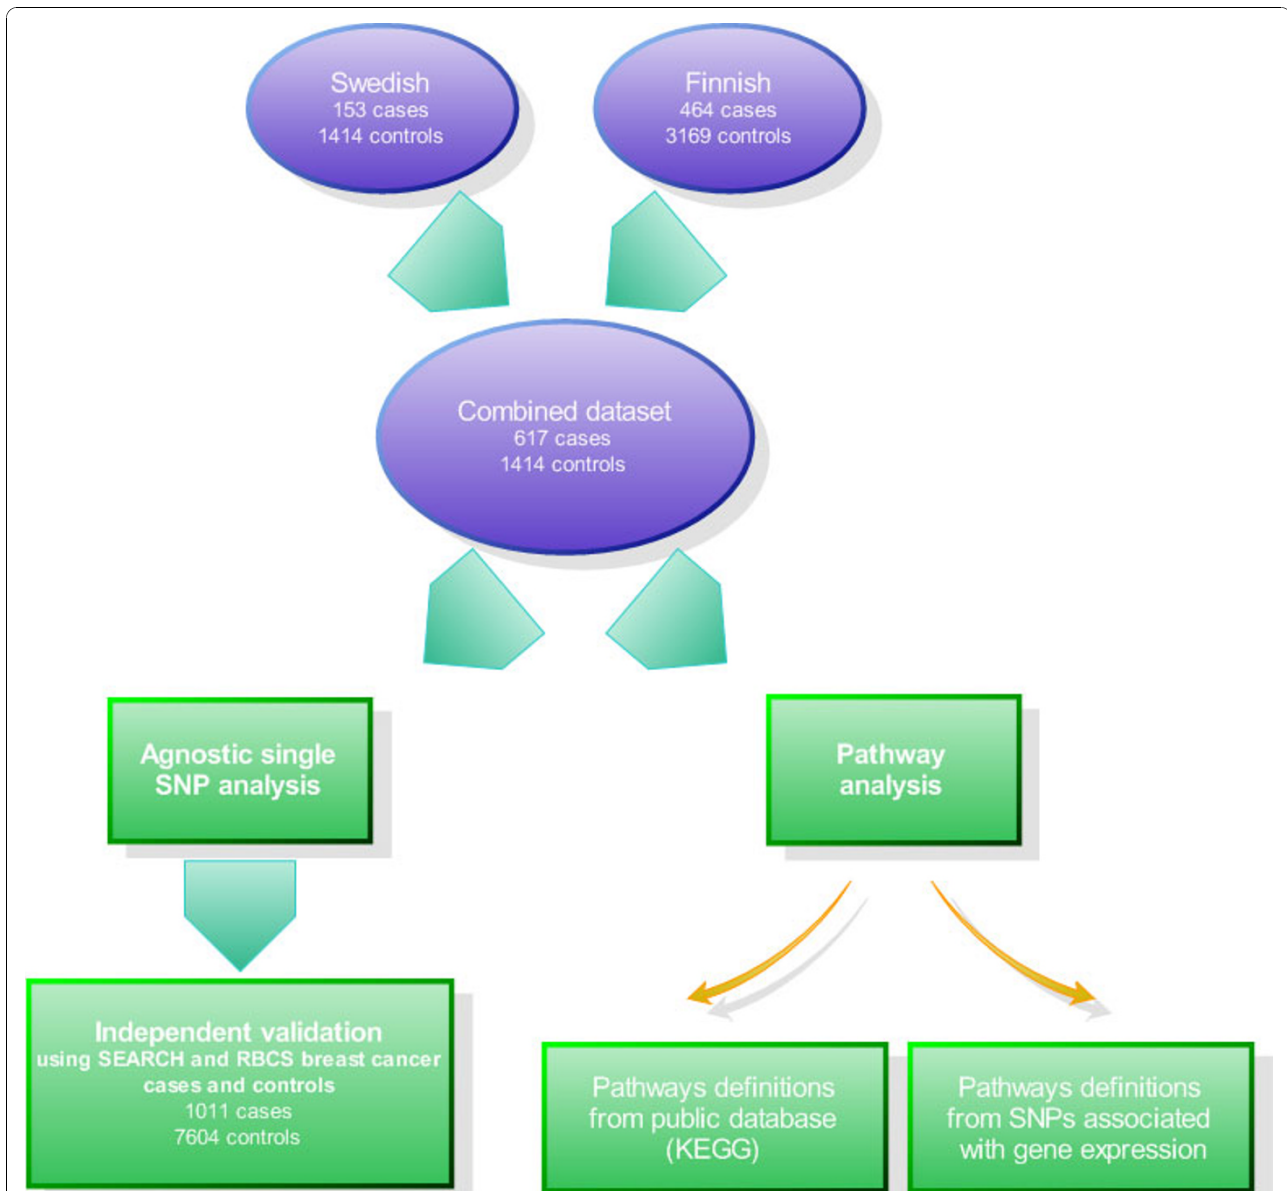 Swedish
153 cases
1414 controls
Finnish
464 cases
3169 controls
Combined dataset
617 cases
1414 controls
Agnostic single
SNP analysis
Pathway
analysis
Independent validation
using SEARCH and RBCS breast cancer
cases and controls
1011 cases
7604 controls
Pathways definitions
from public database
(KEGG)
Pathways definitions
from SNPs associated
with gene expression